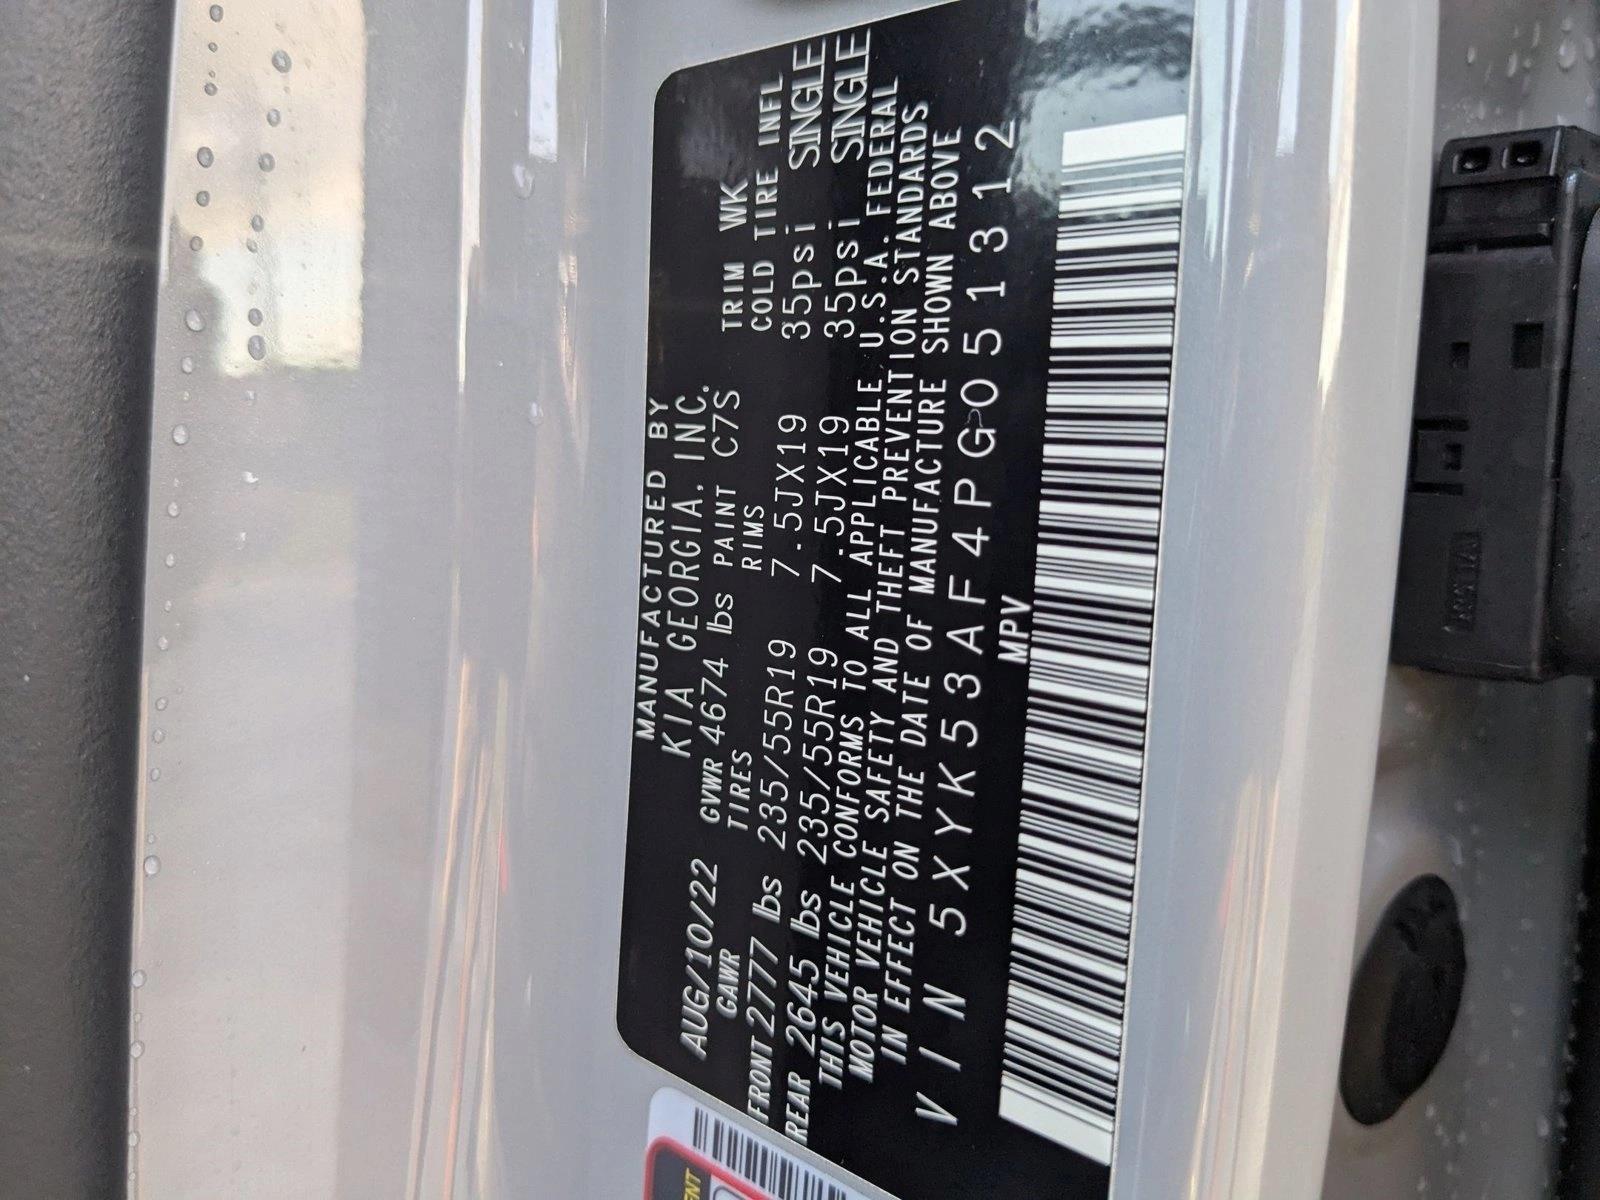 MANUFACTURED BY
KIA GEORGIA, INC.
AUG/10/22 GVWR 4674 lbs PAINT C7S TRIM WK
GAWR TIRES RIMS COLD TIRE INFL
FRONT 2777 lbs 235/55R19 7.5JX19 35psi SINGLE
REAR 2645 lbs 235/55R19 7.5JX19 35psi SINGLE
THIS VEHICLE CONFORMS TO ALL APPLICABLE U.S.A. FEDERAL
MOTOR VEHICLE SAFETY AND THEFT PREVENTION STANDARDS
IN EFFECT ON THE DATE OF MANUFACTURE SHOWN ABOVE
VIN 5XYK53AF4PG051312
MPV